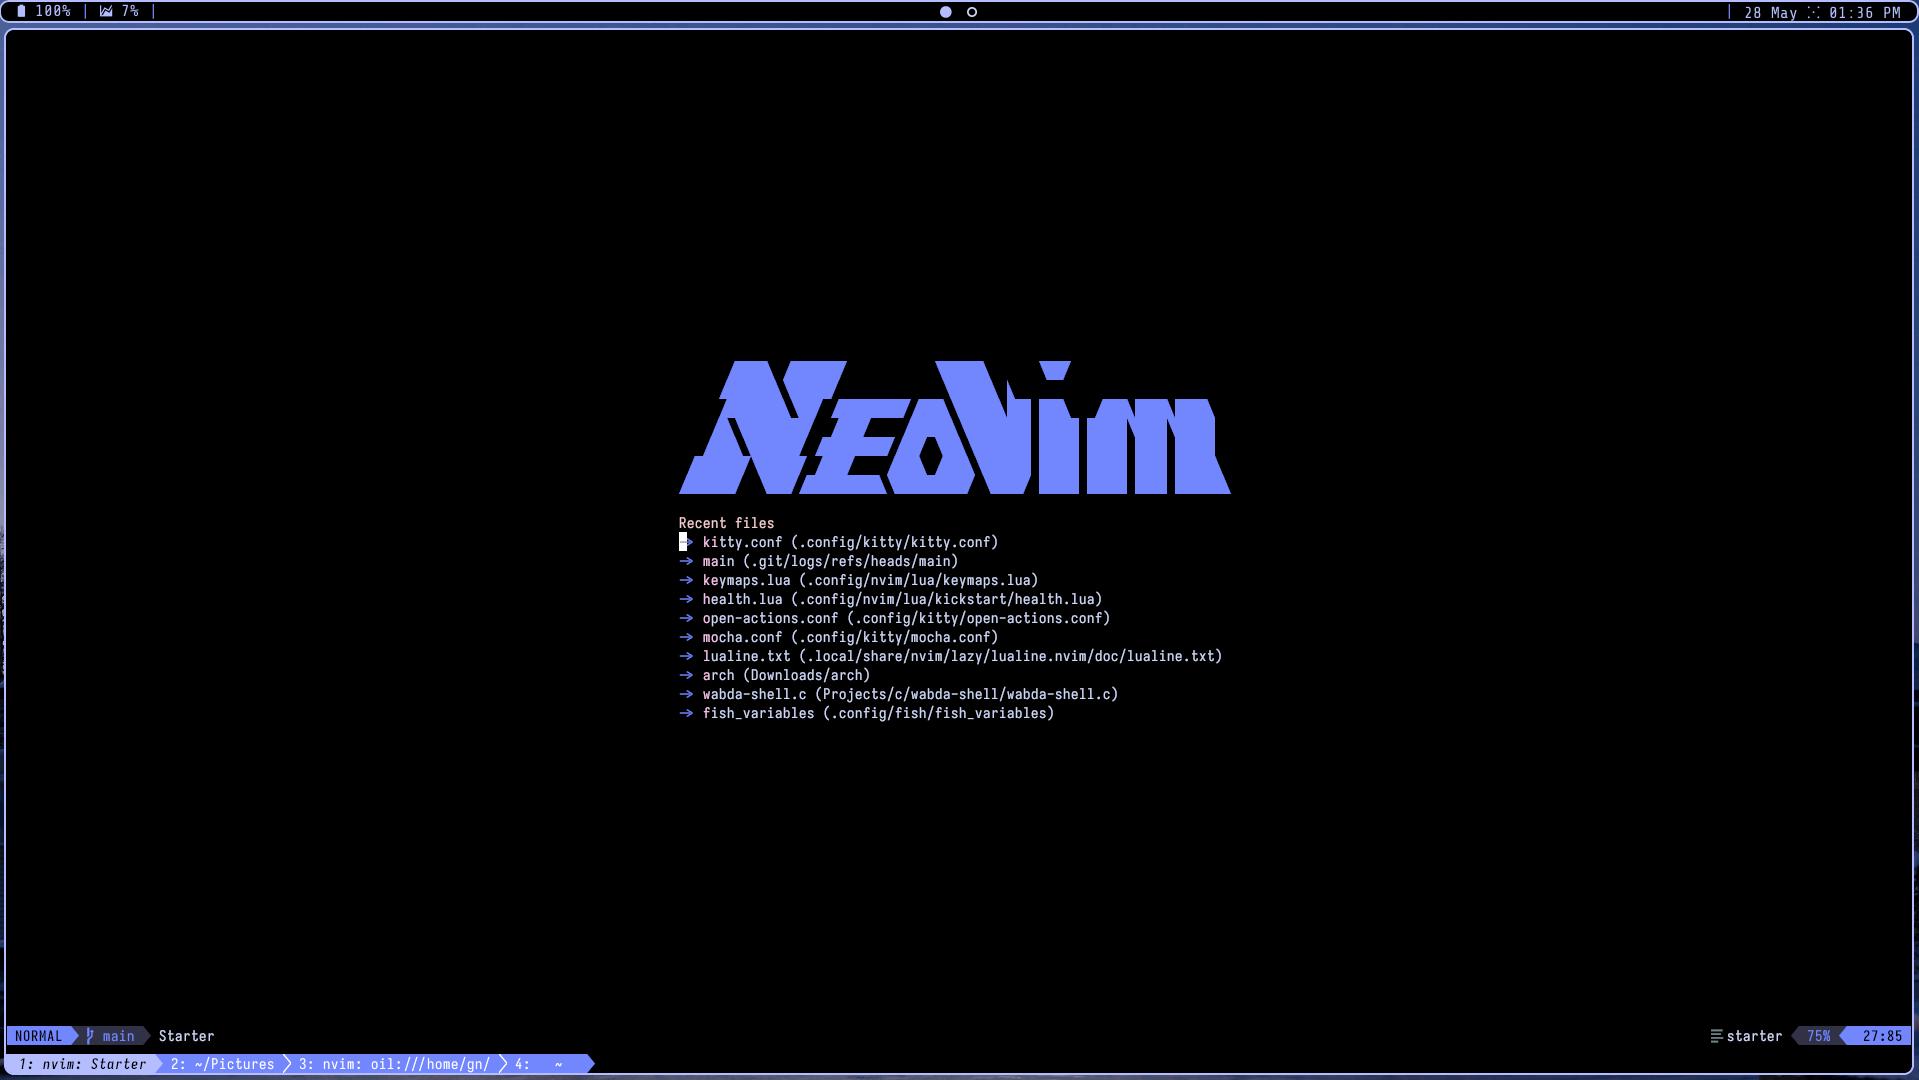 100% | 7% |
| 28 May 01:36 PM
NeoVim
Recent files
kitty.conf (.config/kitty/kitty.conf)
main (.git/logs/refs/heads/main)
keymaps.lua (.config/nvim/lua/keymaps.lua)
health.lua (.config/nvim/lua/kickstart/health.lua)
open-actions.conf (.config/kitty/open-actions.conf)
mocha.conf (.config/kitty/mocha.conf)
lualine.txt (.local/share/nvim/lazy/lualine.nvim/doc/lualine.txt)
arch (Downloads/arch)
wabda-shell.c (Projects/c/wabda-shell/wabda-shell.c)
fish_variables (.config/fish/fish_variables)
NORMAL main Starter starter 75% 27:85
1: nvim: Starter 2: ~/Pictures 3: nvim: oil:///home/gn/ 4: ~